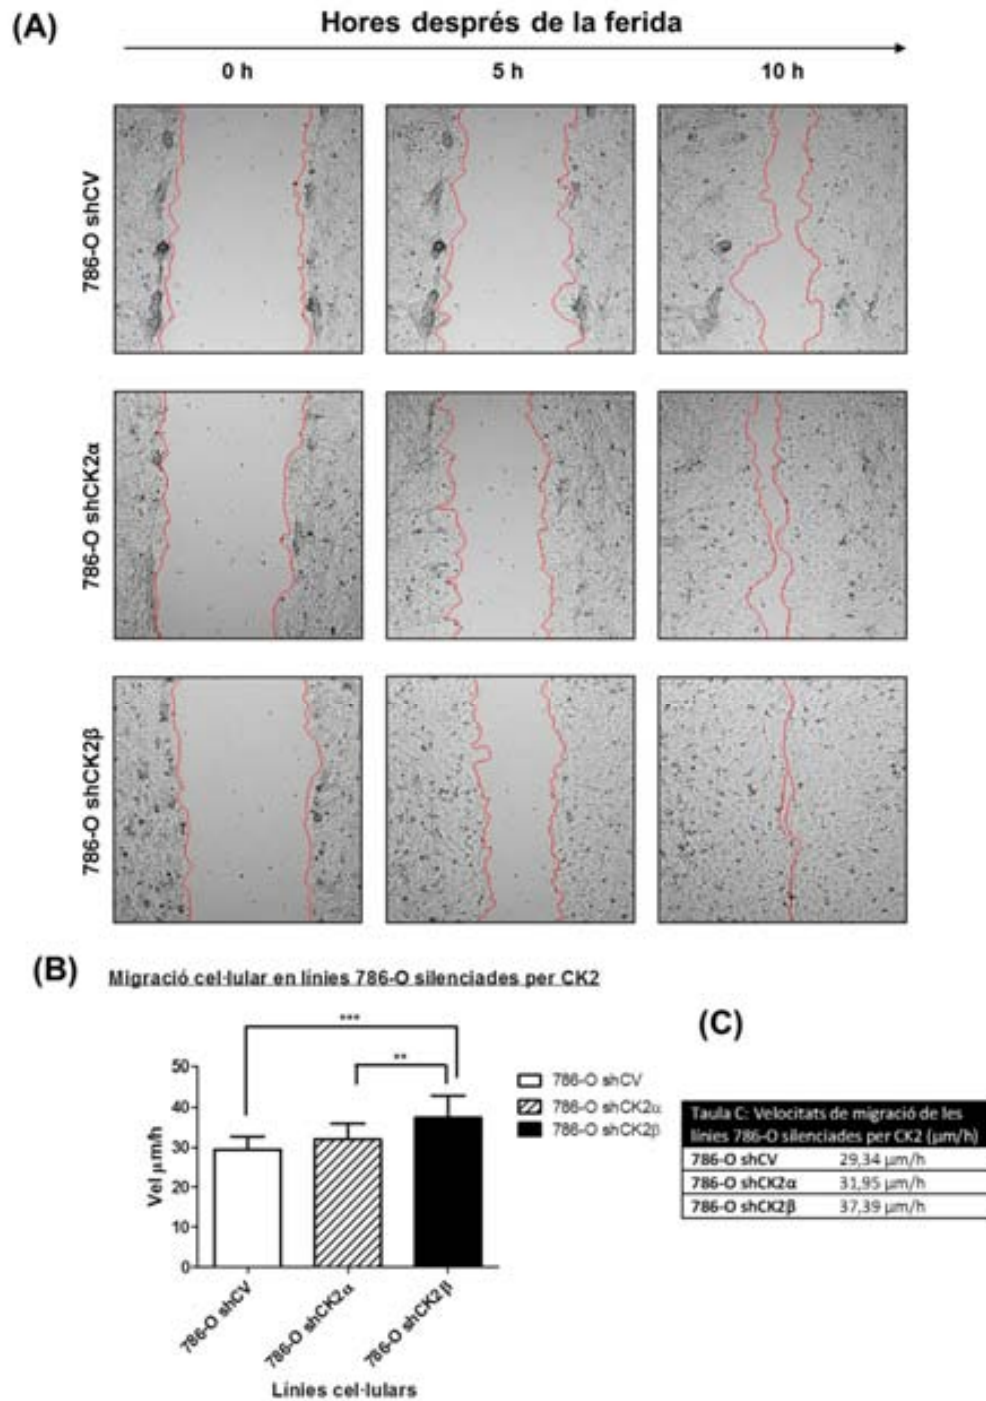 (A)
Hores després de la ferida
0 h
5 h
10 h
786-O shCV
786-O shCK2α
786-O shCK2β
(B)
Migració cel·lular en línies 786-O silenciades per CK2
***
**
50
40
30
20
10
0
Vel µm/h
786-O shCV
786-O shCK2α
786-O shCK2β
Línies cel·lulars
786-O shCV
786-O shCK2α
786-O shCK2β
(C)
Taula C: Velocitats de migració de les
línies 786-O silenciades per CK2 (µm/h)
786-O shCV 29,34 µm/h
786-O shCK2α 31,95 µm/h
786-O shCK2β 37,39 µm/h